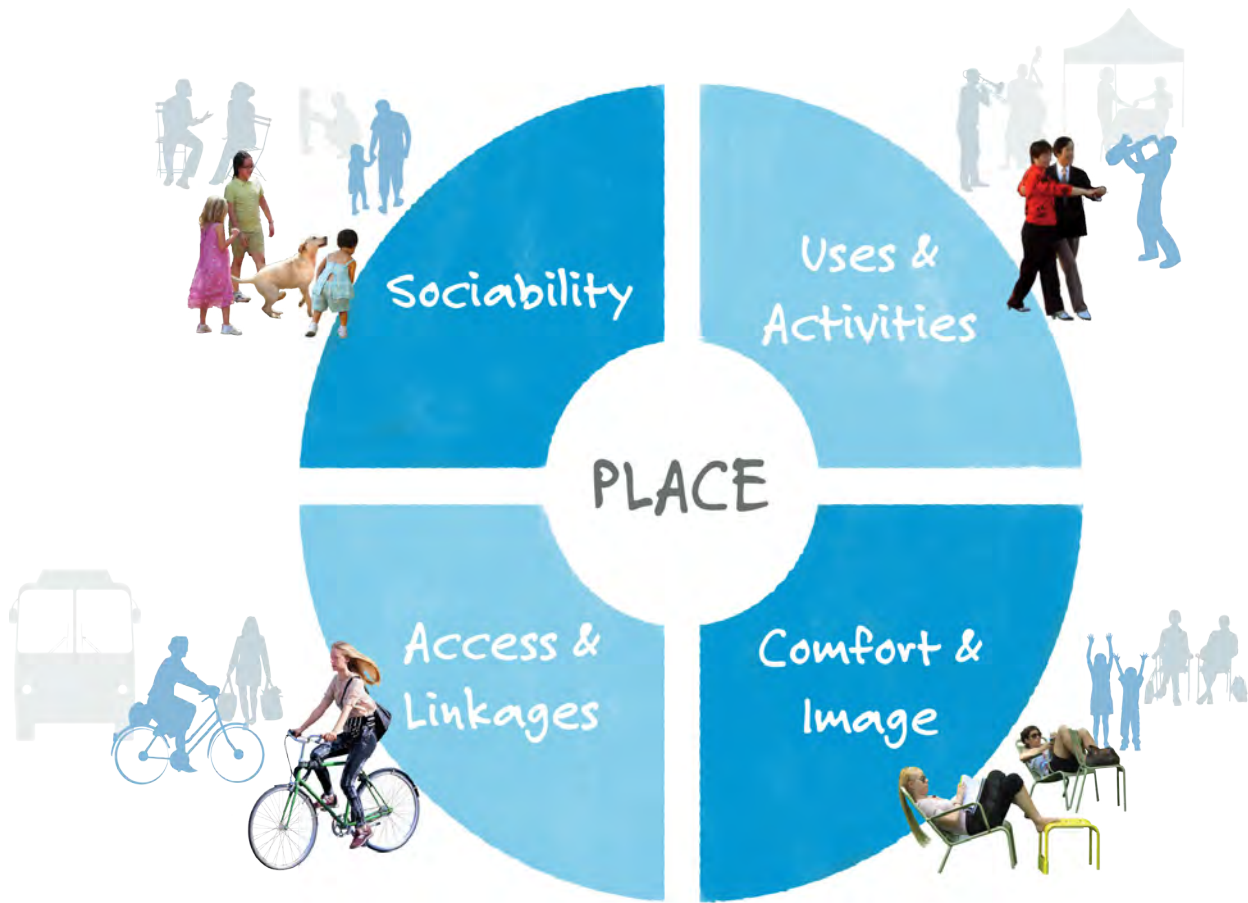 Sociability
Uses &
Activities
PLACE
Access &
Linkages
Comfort &
Image